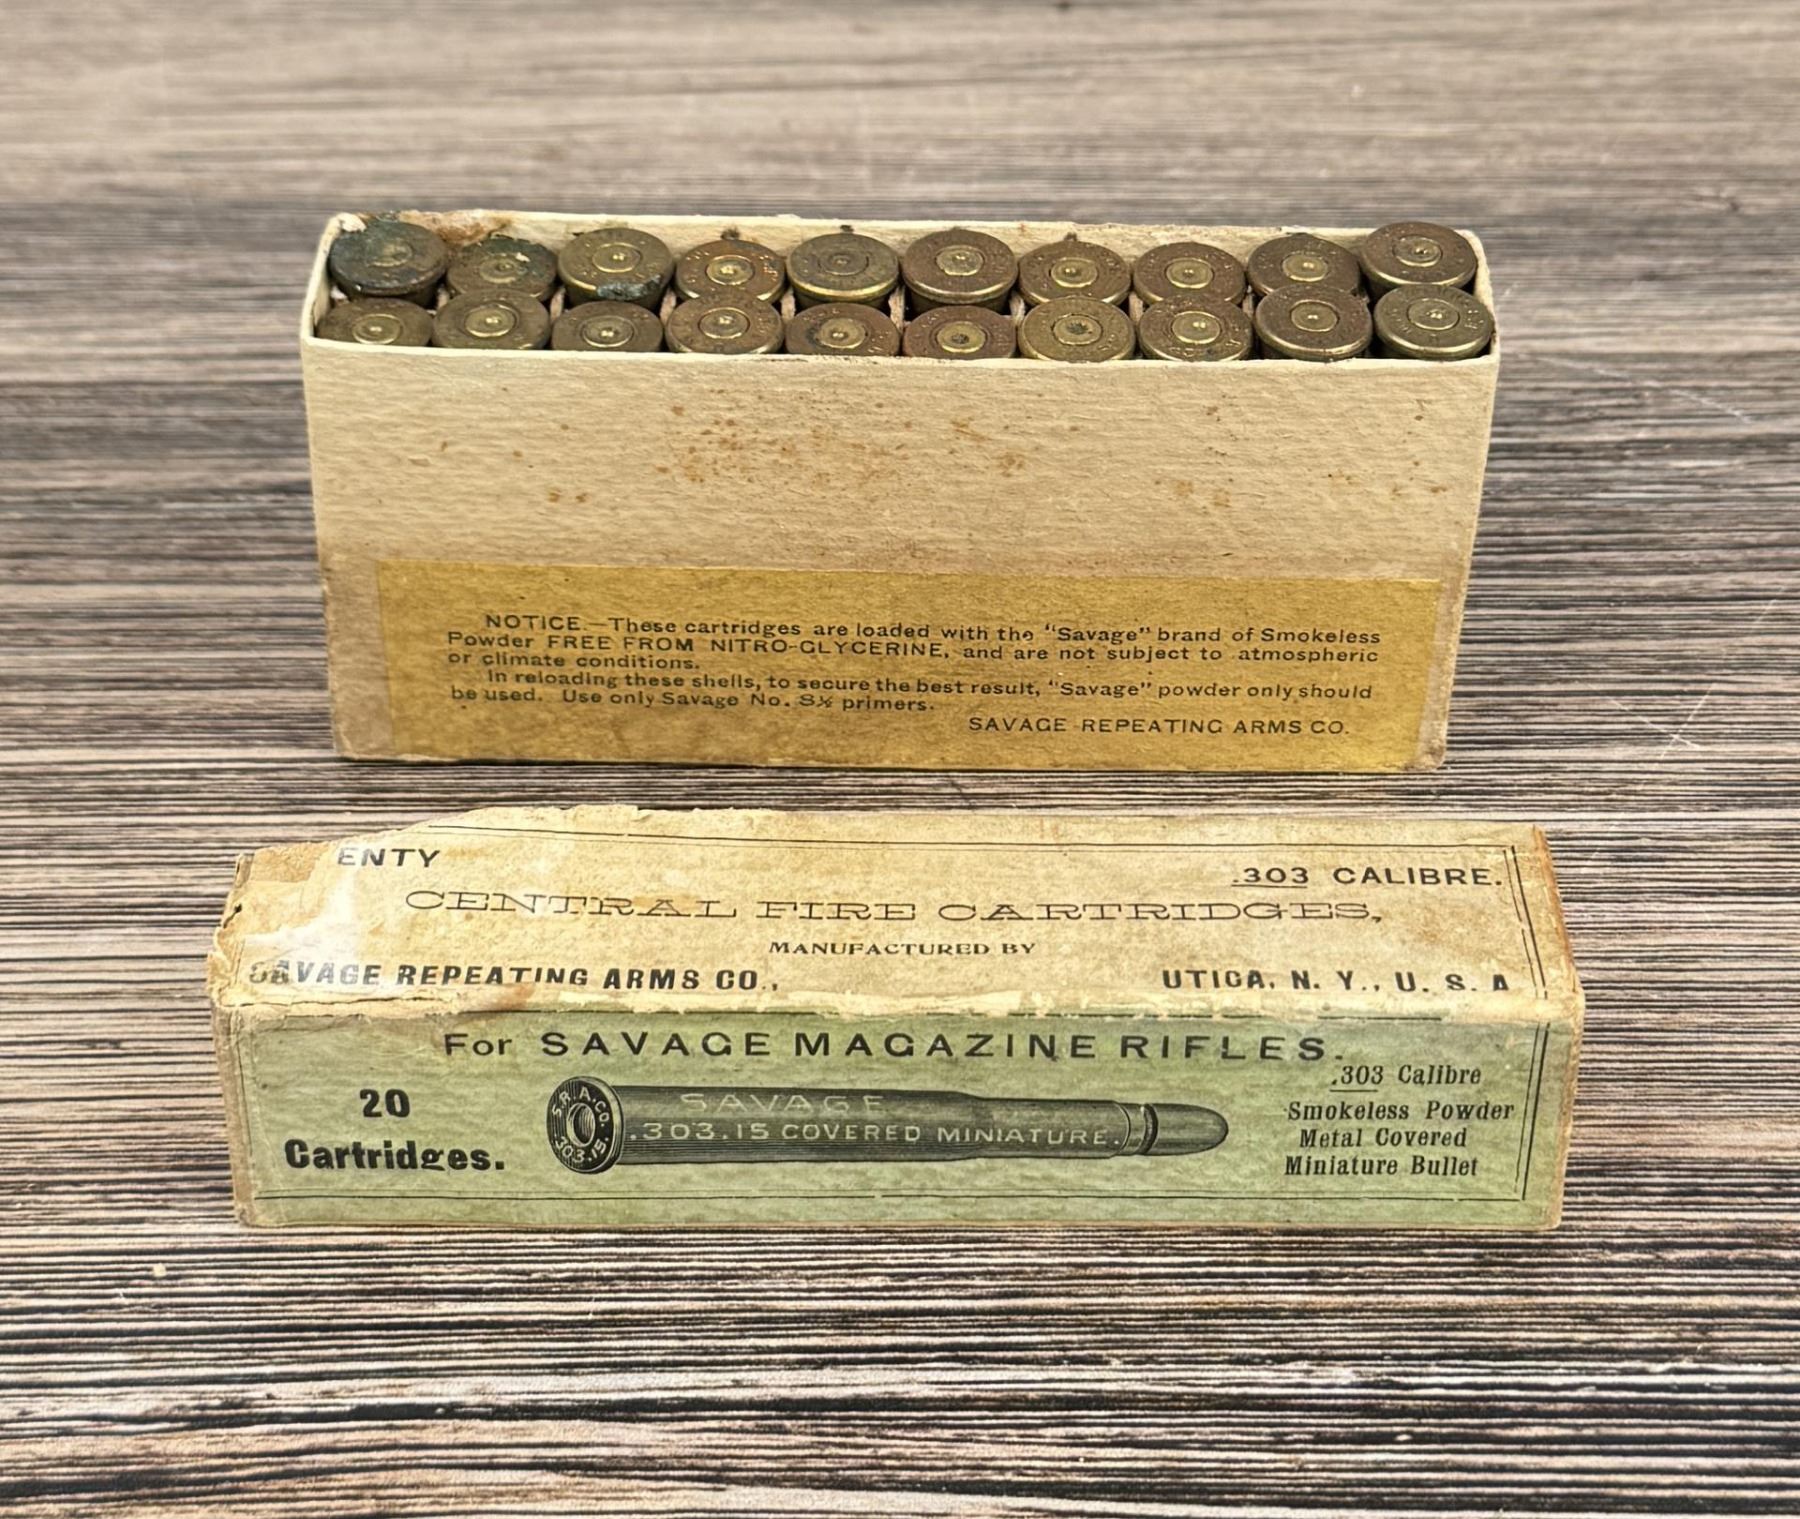 NOTICE.—These cartridges are loaded with the "Savage" brand of Smokeless
Powder FREE FROM NITRO-GLYCERINE, and are not subject to atmospheric
or climate conditions.
In reloading these shells, to secure the best result, "Savage" powder only should
be used. Use only Savage No. 8½ primers.
SAVAGE REPEATING ARMS CO.
ENTY
.303 CALIBRE.
CENTRAL FIRE CARTRIDGES,
MANUFACTURED BY
SAVAGE REPEATING ARMS CO., UTICA, N. Y., U. S. A
For SAVAGE MAGAZINE RIFLES.
20
Cartridges.
S.R.A.CO.
.303.15.
SAVAGE
.303.15 COVERED MINIATURE.
.303 Calibre
Smokeless Powder
Metal Covered
Miniature Bullet